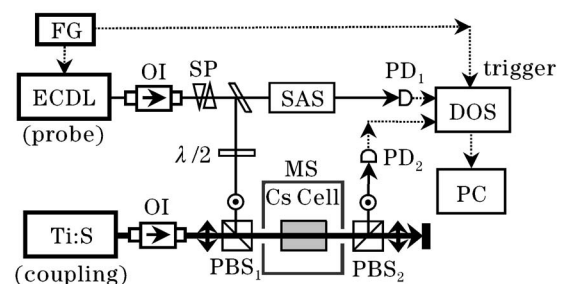 FG
OI
SP
PD1
trigger
ECDL
SAS
DOS
(probe)
λ/2
PD2
MS
Cs Cell
PC
OI
Ti:S
PBS1
PBS2
(coupling)